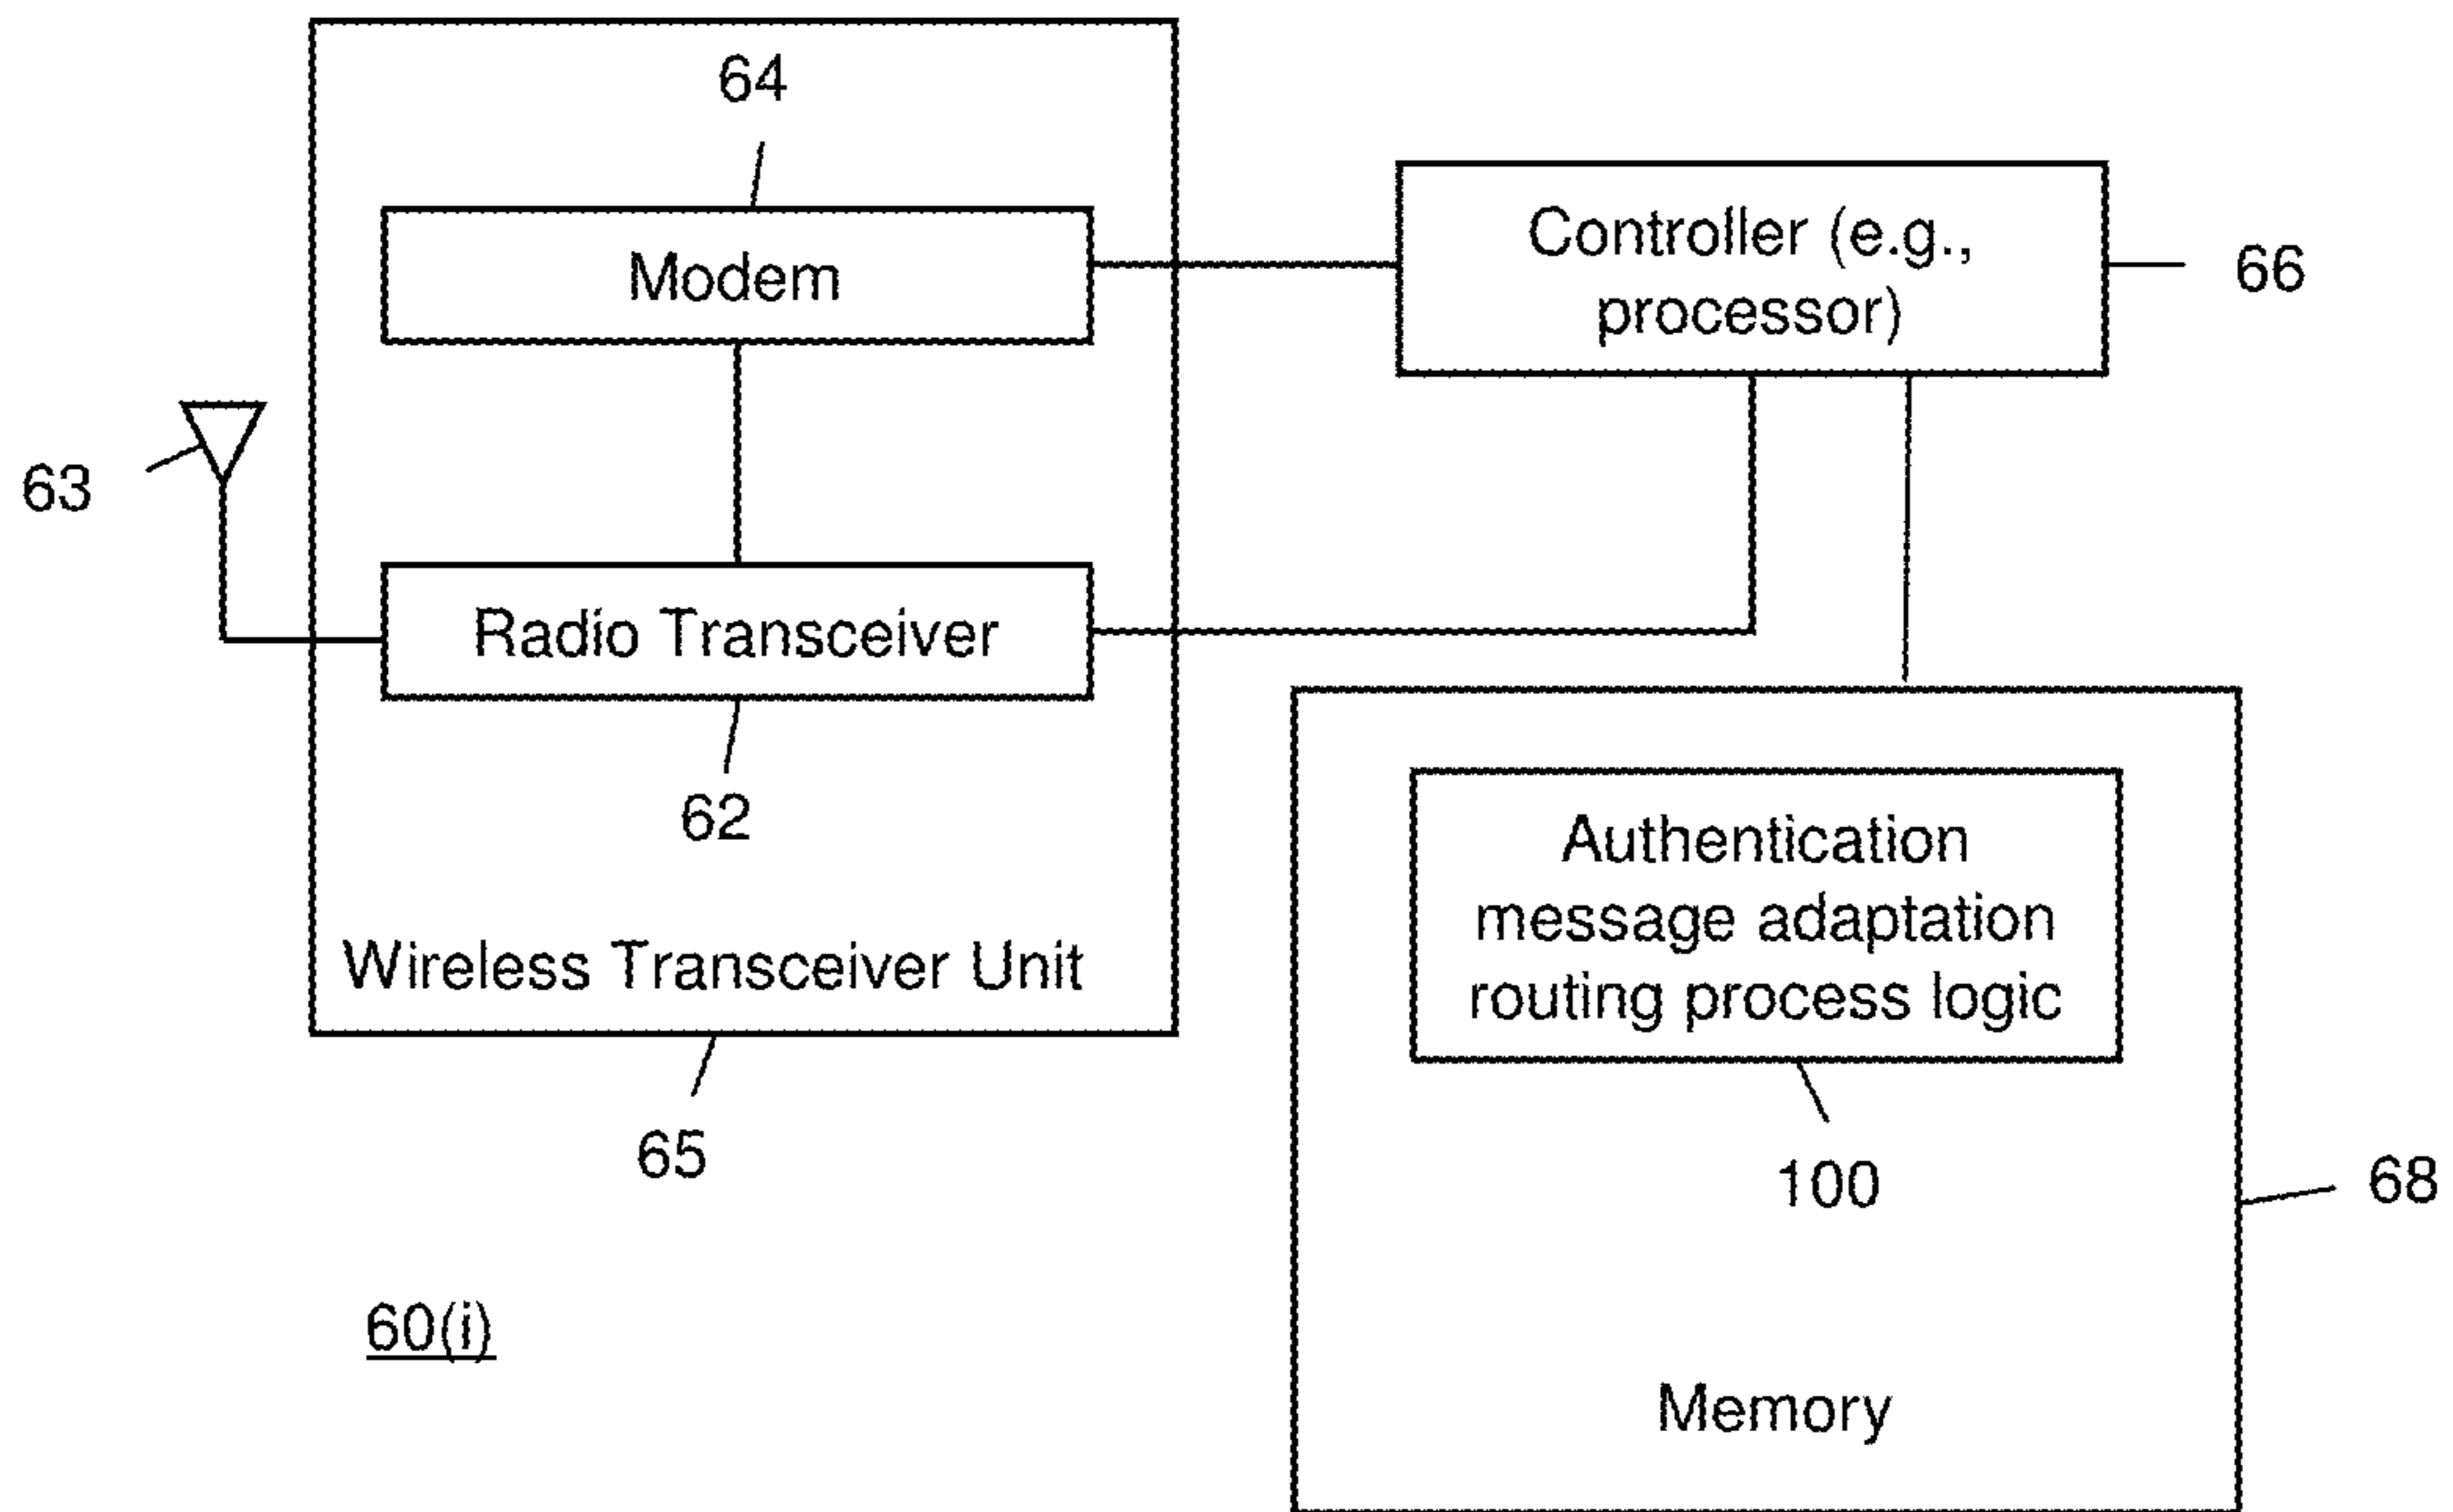 64
Modem
Controller (e.g.,
processor)
66
63
Radio Transceiver
62
Wireless Transceiver Unit
65
Authentication
message adaptation
routing process logic
100
68
60(i)
Memory